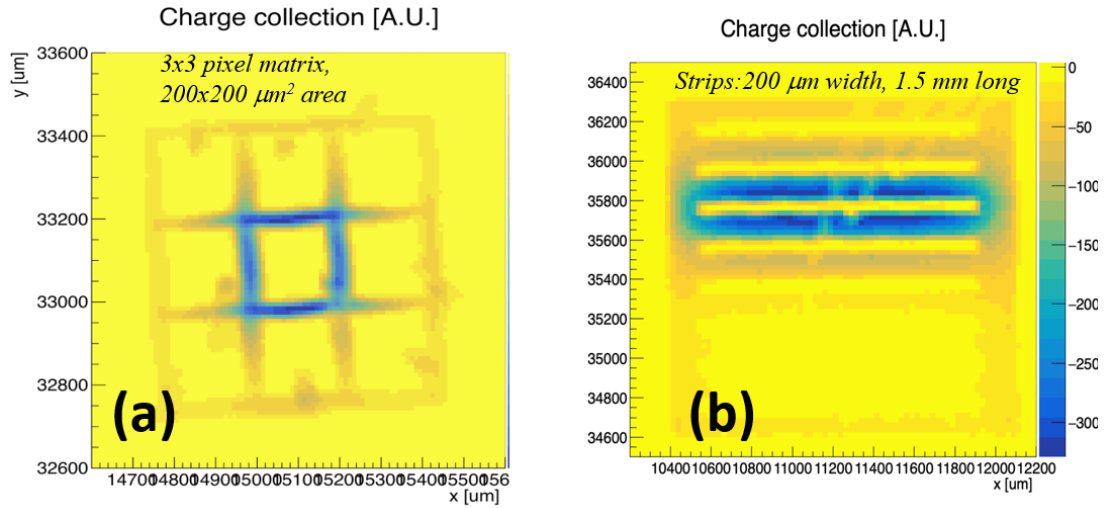 Charge collection [A.U.]
y [um]
3x3 pixel matrix,
200x200 μm² area
33600
33400
33200
33000
32800
32600
14700 14800 14900 15000 15100 15200 15300 15400 15500 156
x [um]
(a)
Charge collection [A.U.]
Strips:200 μm width, 1.5 mm long
36400
36200
36000
35800
35600
35400
35200
35000
34800
34600
10400 10600 10800 11000 11200 11400 11600 11800 12000 12200
x [um]
(b)
0
−50
−100
−150
−200
−250
−300